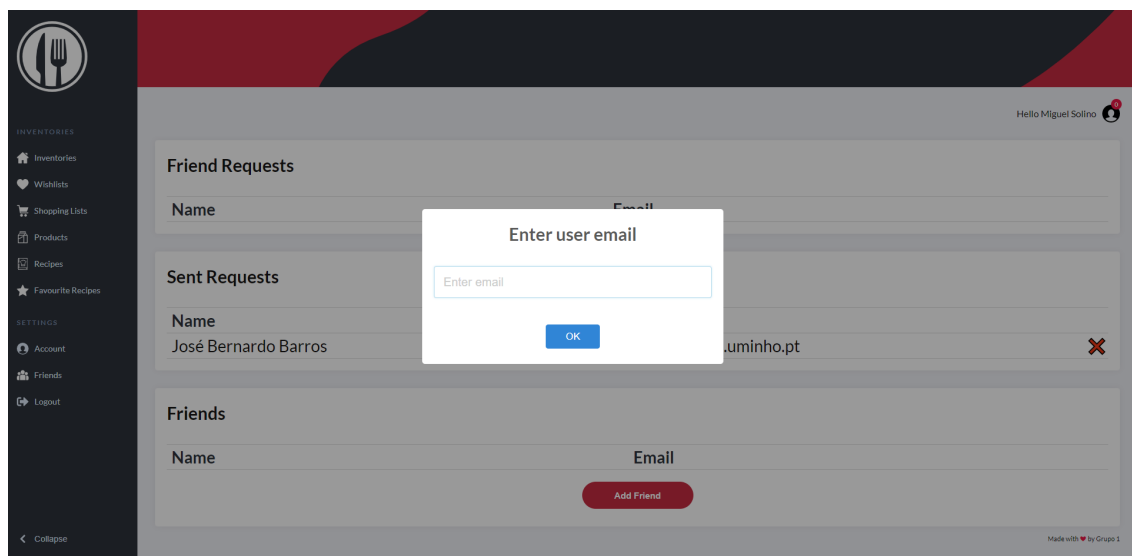 INVENTORIES
Inventories
Wishlists
Shopping Lists
Products
Recipes
Favourite Recipes
SETTINGS
Account
Friends
Logout
Collapse
Hello Miguel Solino
0
Friend Requests
Name
Sent Requests
Name
José Bernardo Barros .uminho.pt
Friends
Name Email
Add Friend
Enter user email
Enter email
OK
Made with ❤ by Grupo 1